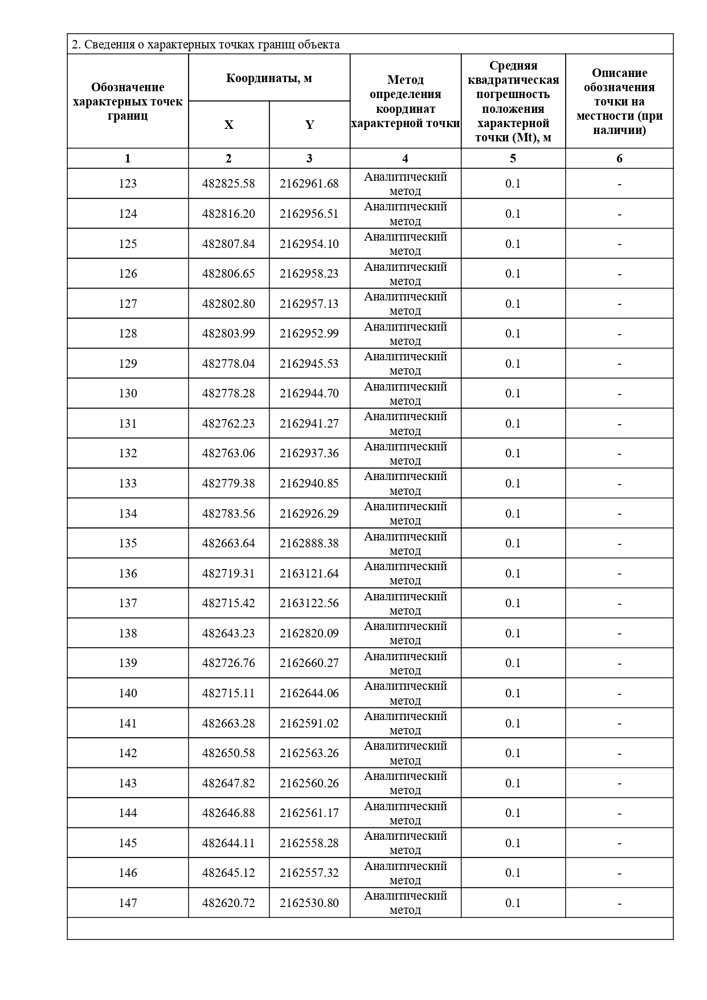 2. Сведения о характерных точках границ объекта
Обозначение
характерных точек
границ
Координаты, м
X
Y
Метод
определения
координат
характерной точки
Средняя
квадратическая
погрешность
положения
характерной
точки (Mt), м
Описание
обозначения
точки на
местности (при
наличии)
1 2 3 4 5 6
123 482825.58 2162961.68 Аналитический
метод 0.1 -
124 482816.20 2162956.51 Аналитический
метод 0.1 -
125 482807.84 2162954.10 Аналитический
метод 0.1 -
126 482806.65 2162958.23 Аналитический
метод 0.1 -
127 482802.80 2162957.13 Аналитический
метод 0.1 -
128 482803.99 2162952.99 Аналитический
метод 0.1 -
129 482778.04 2162945.53 Аналитический
метод 0.1 -
130 482778.28 2162944.70 Аналитический
метод 0.1 -
131 482762.23 2162941.27 Аналитический
метод 0.1 -
132 482763.06 2162937.36 Аналитический
метод 0.1 -
133 482779.38 2162940.85 Аналитический
метод 0.1 -
134 482783.56 2162926.29 Аналитический
метод 0.1 -
135 482663.64 2162888.38 Аналитический
метод 0.1 -
136 482719.31 2163121.64 Аналитический
метод 0.1 -
137 482715.42 2163122.56 Аналитический
метод 0.1 -
138 482643.23 2162820.09 Аналитический
метод 0.1 -
139 482726.76 2162660.27 Аналитический
метод 0.1 -
140 482715.11 2162644.06 Аналитический
метод 0.1 -
141 482663.28 2162591.02 Аналитический
метод 0.1 -
142 482650.58 2162563.26 Аналитический
метод 0.1 -
143 482647.82 2162560.26 Аналитический
метод 0.1 -
144 482646.88 2162561.17 Аналитический
метод 0.1 -
145 482644.11 2162558.28 Аналитический
метод 0.1 -
146 482645.12 2162557.32 Аналитический
метод 0.1 -
147 482620.72 2162530.80 Аналитический
метод 0.1 -